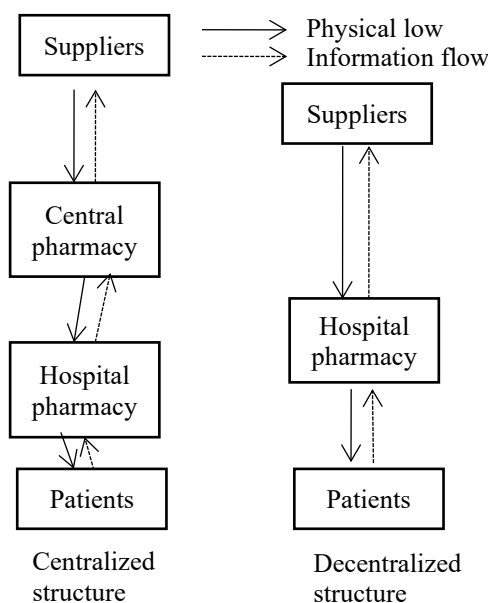 Suppliers
Physical low
Information flow
Suppliers
Central
pharmacy
Hospital
pharmacy
Hospital
pharmacy
Patients
Patients
Centralized
structure
Decentralized
structure